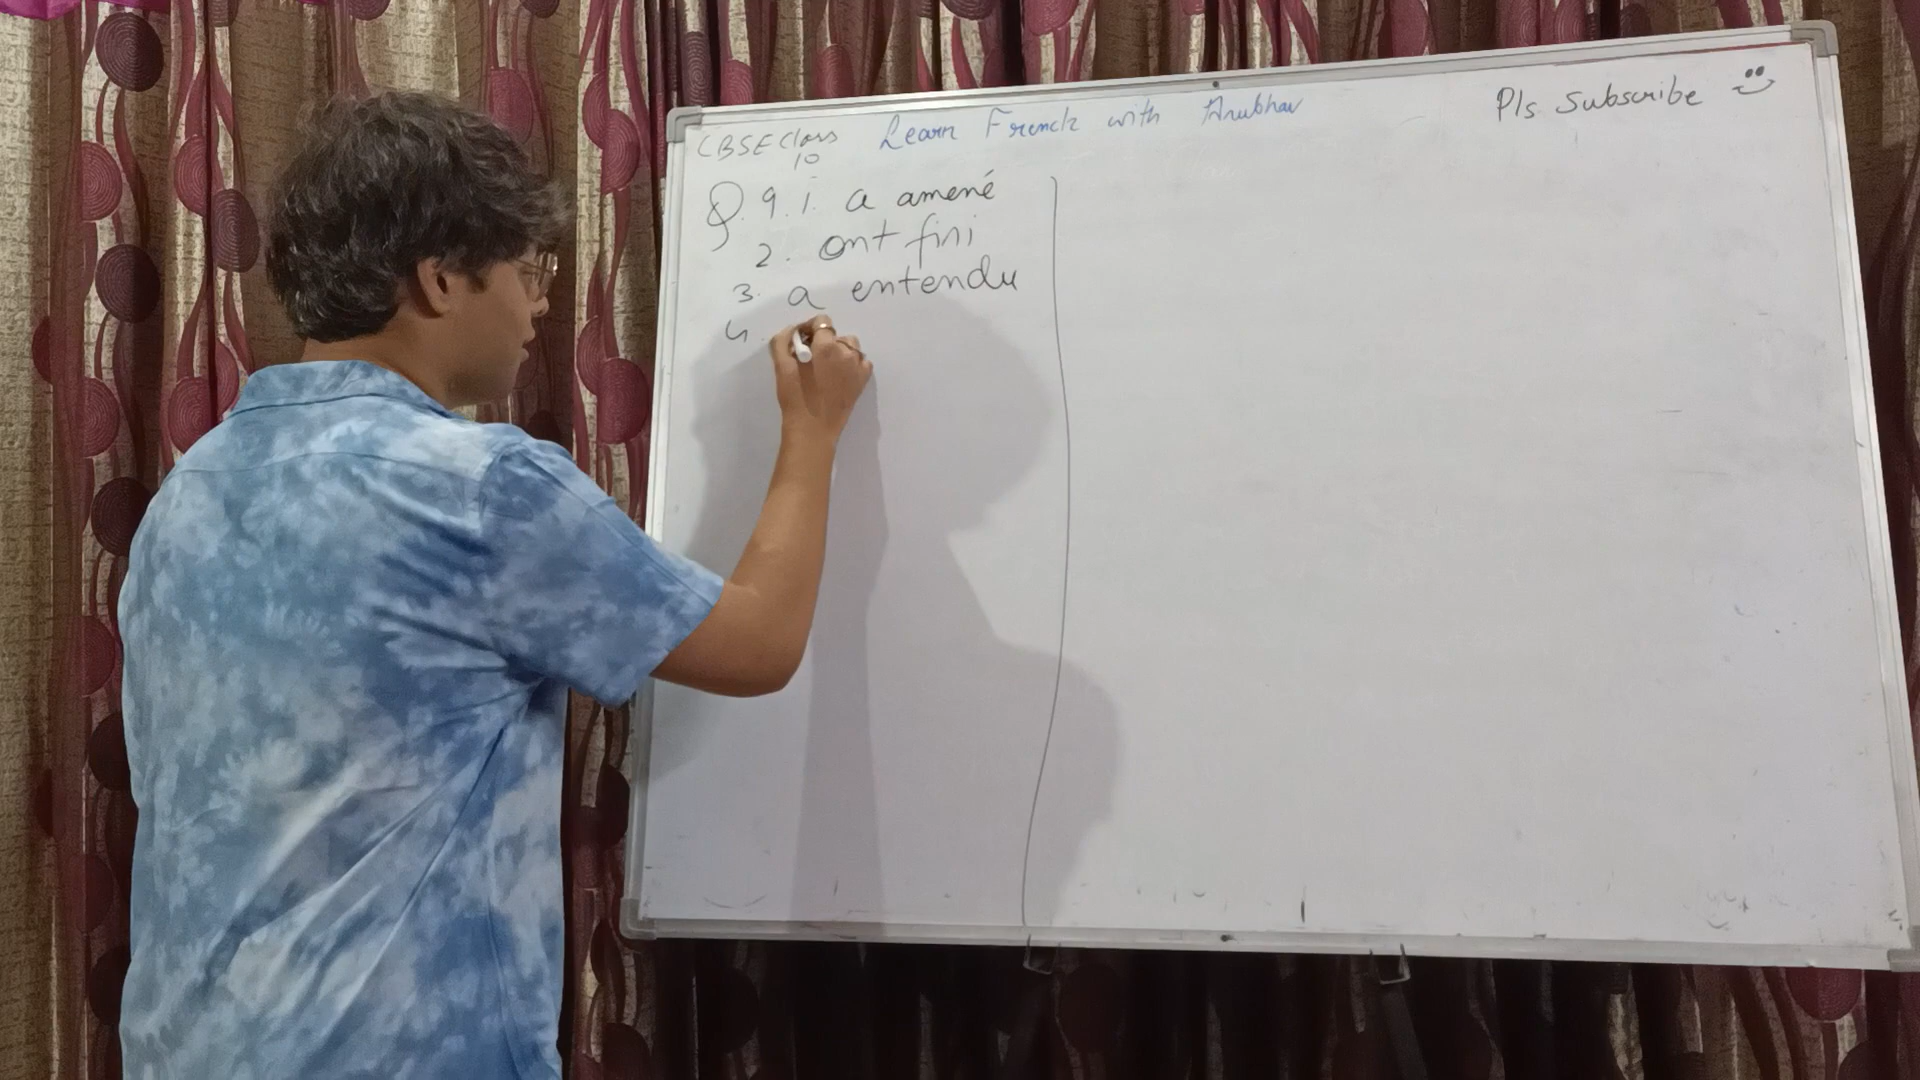 CBSE Class 10
Learn French with Anubhav
Pls Subscribe
Q. 9. 1. a amené
2. ont fini
3. a entendu
4.